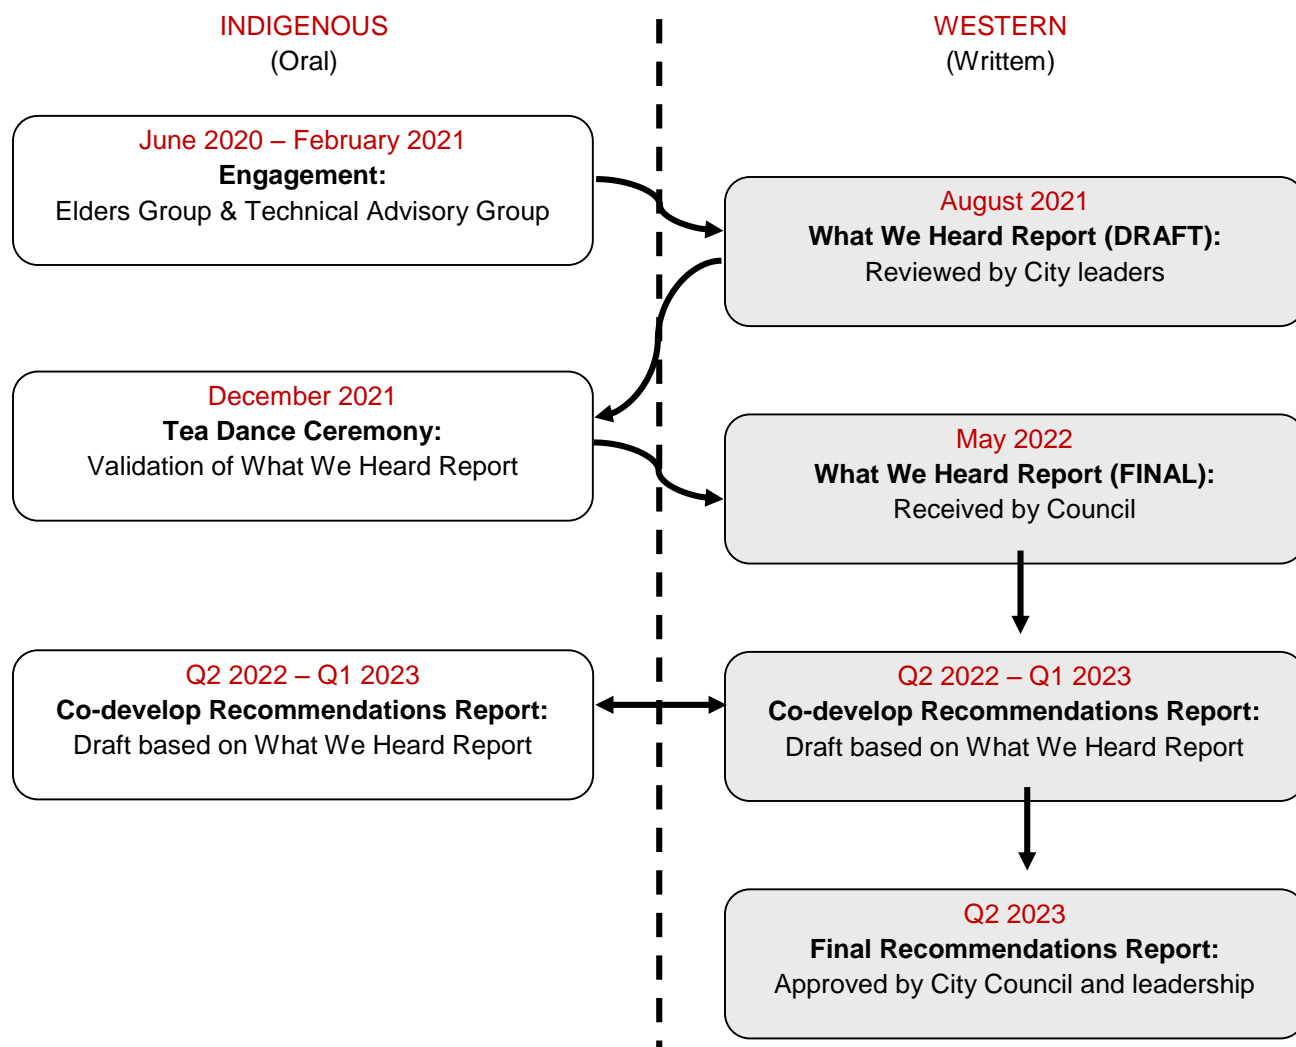 INDIGENOUS
(Oral)
WESTERN
(Writtem)
June 2020 – February 2021
Engagement:
Elders Group & Technical Advisory Group
August 2021
What We Heard Report (DRAFT):
Reviewed by City leaders
December 2021
Tea Dance Ceremony:
Validation of What We Heard Report
May 2022
What We Heard Report (FINAL):
Received by Council
Q2 2022 – Q1 2023
Co-develop Recommendations Report:
Draft based on What We Heard Report
Q2 2022 – Q1 2023
Co-develop Recommendations Report:
Draft based on What We Heard Report
Q2 2023
Final Recommendations Report:
Approved by City Council and leadership